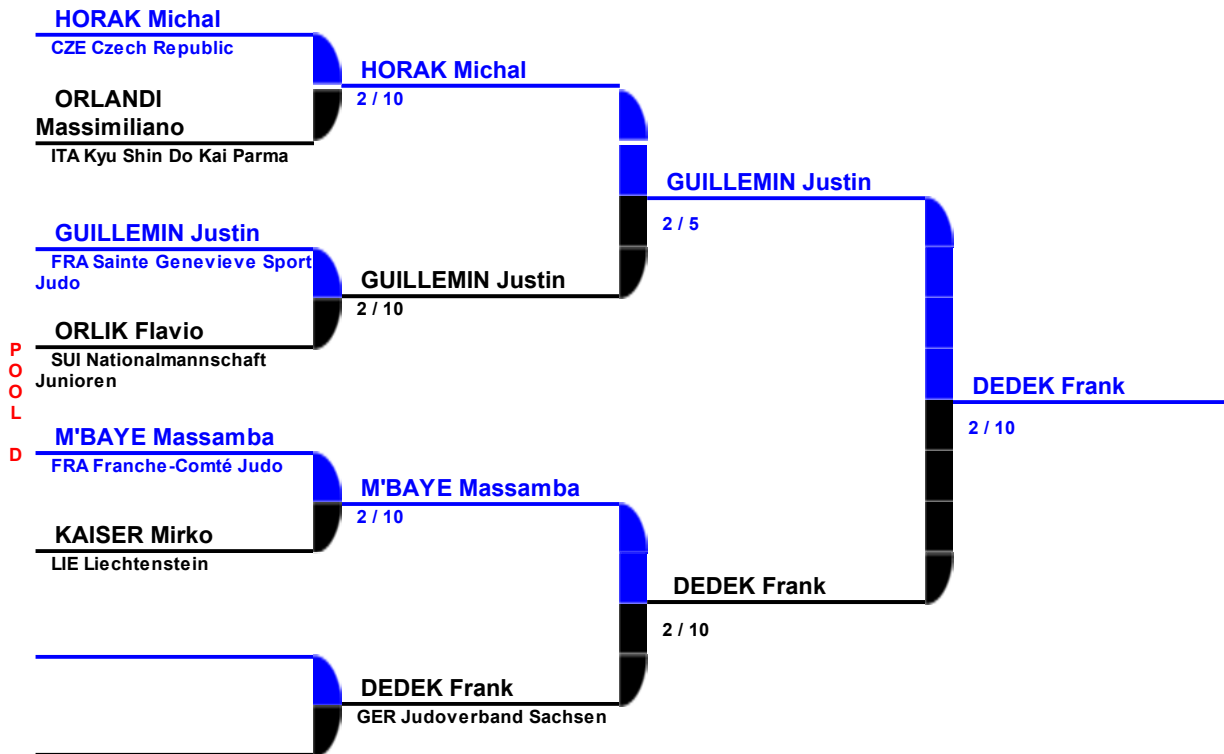 HORAK Michal
CZE Czech Republic
ORLANDI
Massimiliano
ITA Kyu Shin Do Kai Parma
GUILLEMIN Justin
FRA Sainte Genevieve Sport
Judo
ORLIK Flavio
SUI Nationalmannschaft
Junioren
P
O
O
L
D
M'BAYE Massamba
FRA Franche-Comté Judo
KAISER Mirko
LIE Liechtenstein
HORAK Michal
2 / 10
GUILLEMIN Justin
2 / 10
M'BAYE Massamba
2 / 10
DEDEK Frank
GER Judoverband Sachsen
GUILLEMIN Justin
2 / 5
DEDEK Frank
2 / 10
DEDEK Frank
2 / 10